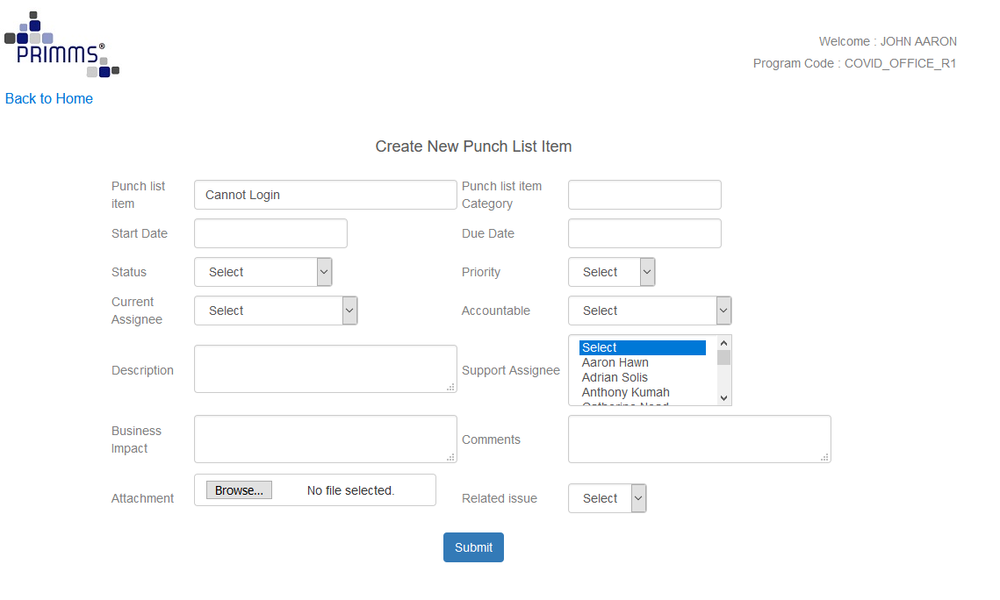 PRIMMS®
Welcome : JOHN AARON
Program Code : COVID_OFFICE_R1
Back to Home
Create New Punch List Item
Punch list
item
Cannot Login
Punch list item
Category
Start Date
Due Date
Status
Select
Priority
Select
Current
Assignee
Select
Accountable
Select
Description
Support Assignee
Select
Aaron Hawn
Adrian Solis
Anthony Kumah
Business
Impact
Comments
Attachment
Browse... No file selected.
Related issue
Select
Submit